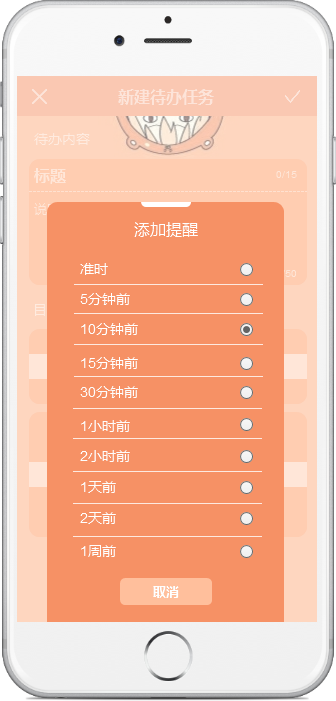 新建待办任务
待办内容
标题
0/15
说
50
目
添加提醒
准时
5分钟前
10分钟前
15分钟前
30分钟前
1小时前
2小时前
1天前
2天前
1周前
取消